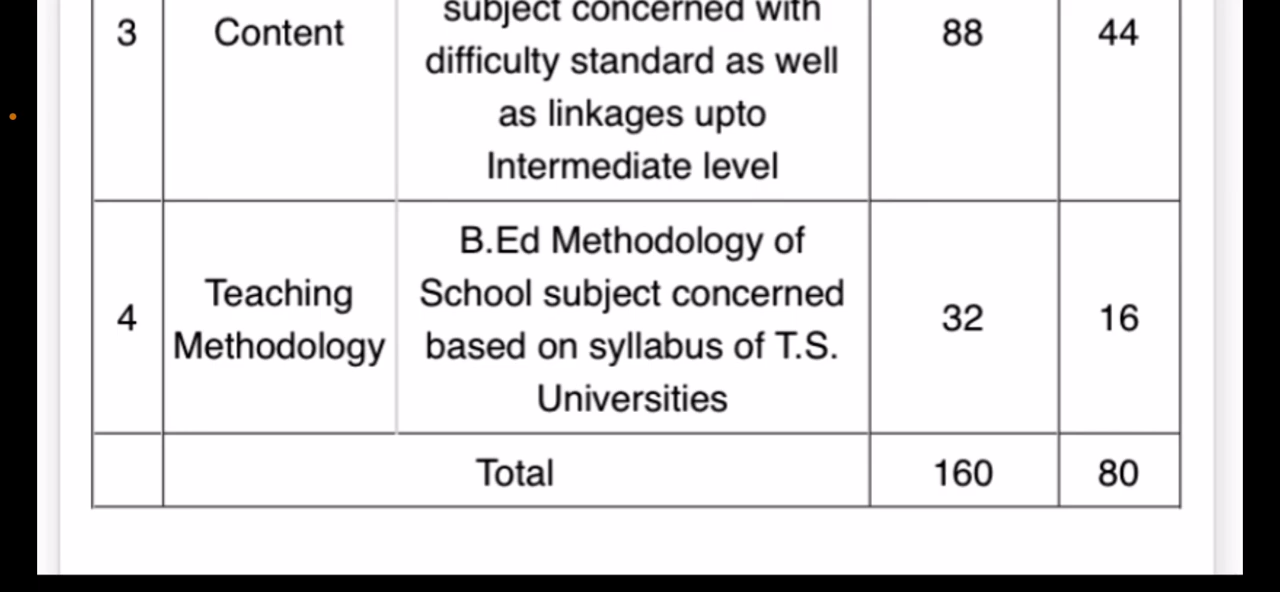 3 Content subject concerned with 88 44
difficulty standard as well
as linkages upto
Intermediate level
B.Ed Methodology of
4 Teaching Methodology School subject concerned 32 16
based on syllabus of T.S.
Universities
Total 160 80